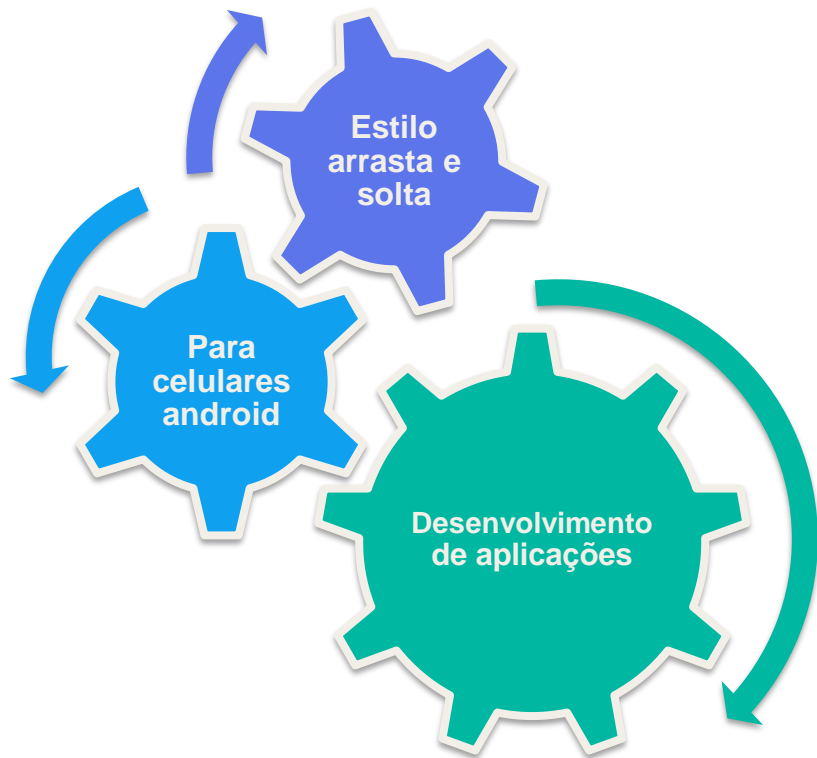 Estilo
arrasta e
solta
Para
celulares
android
Desenvolvimento
de aplicações